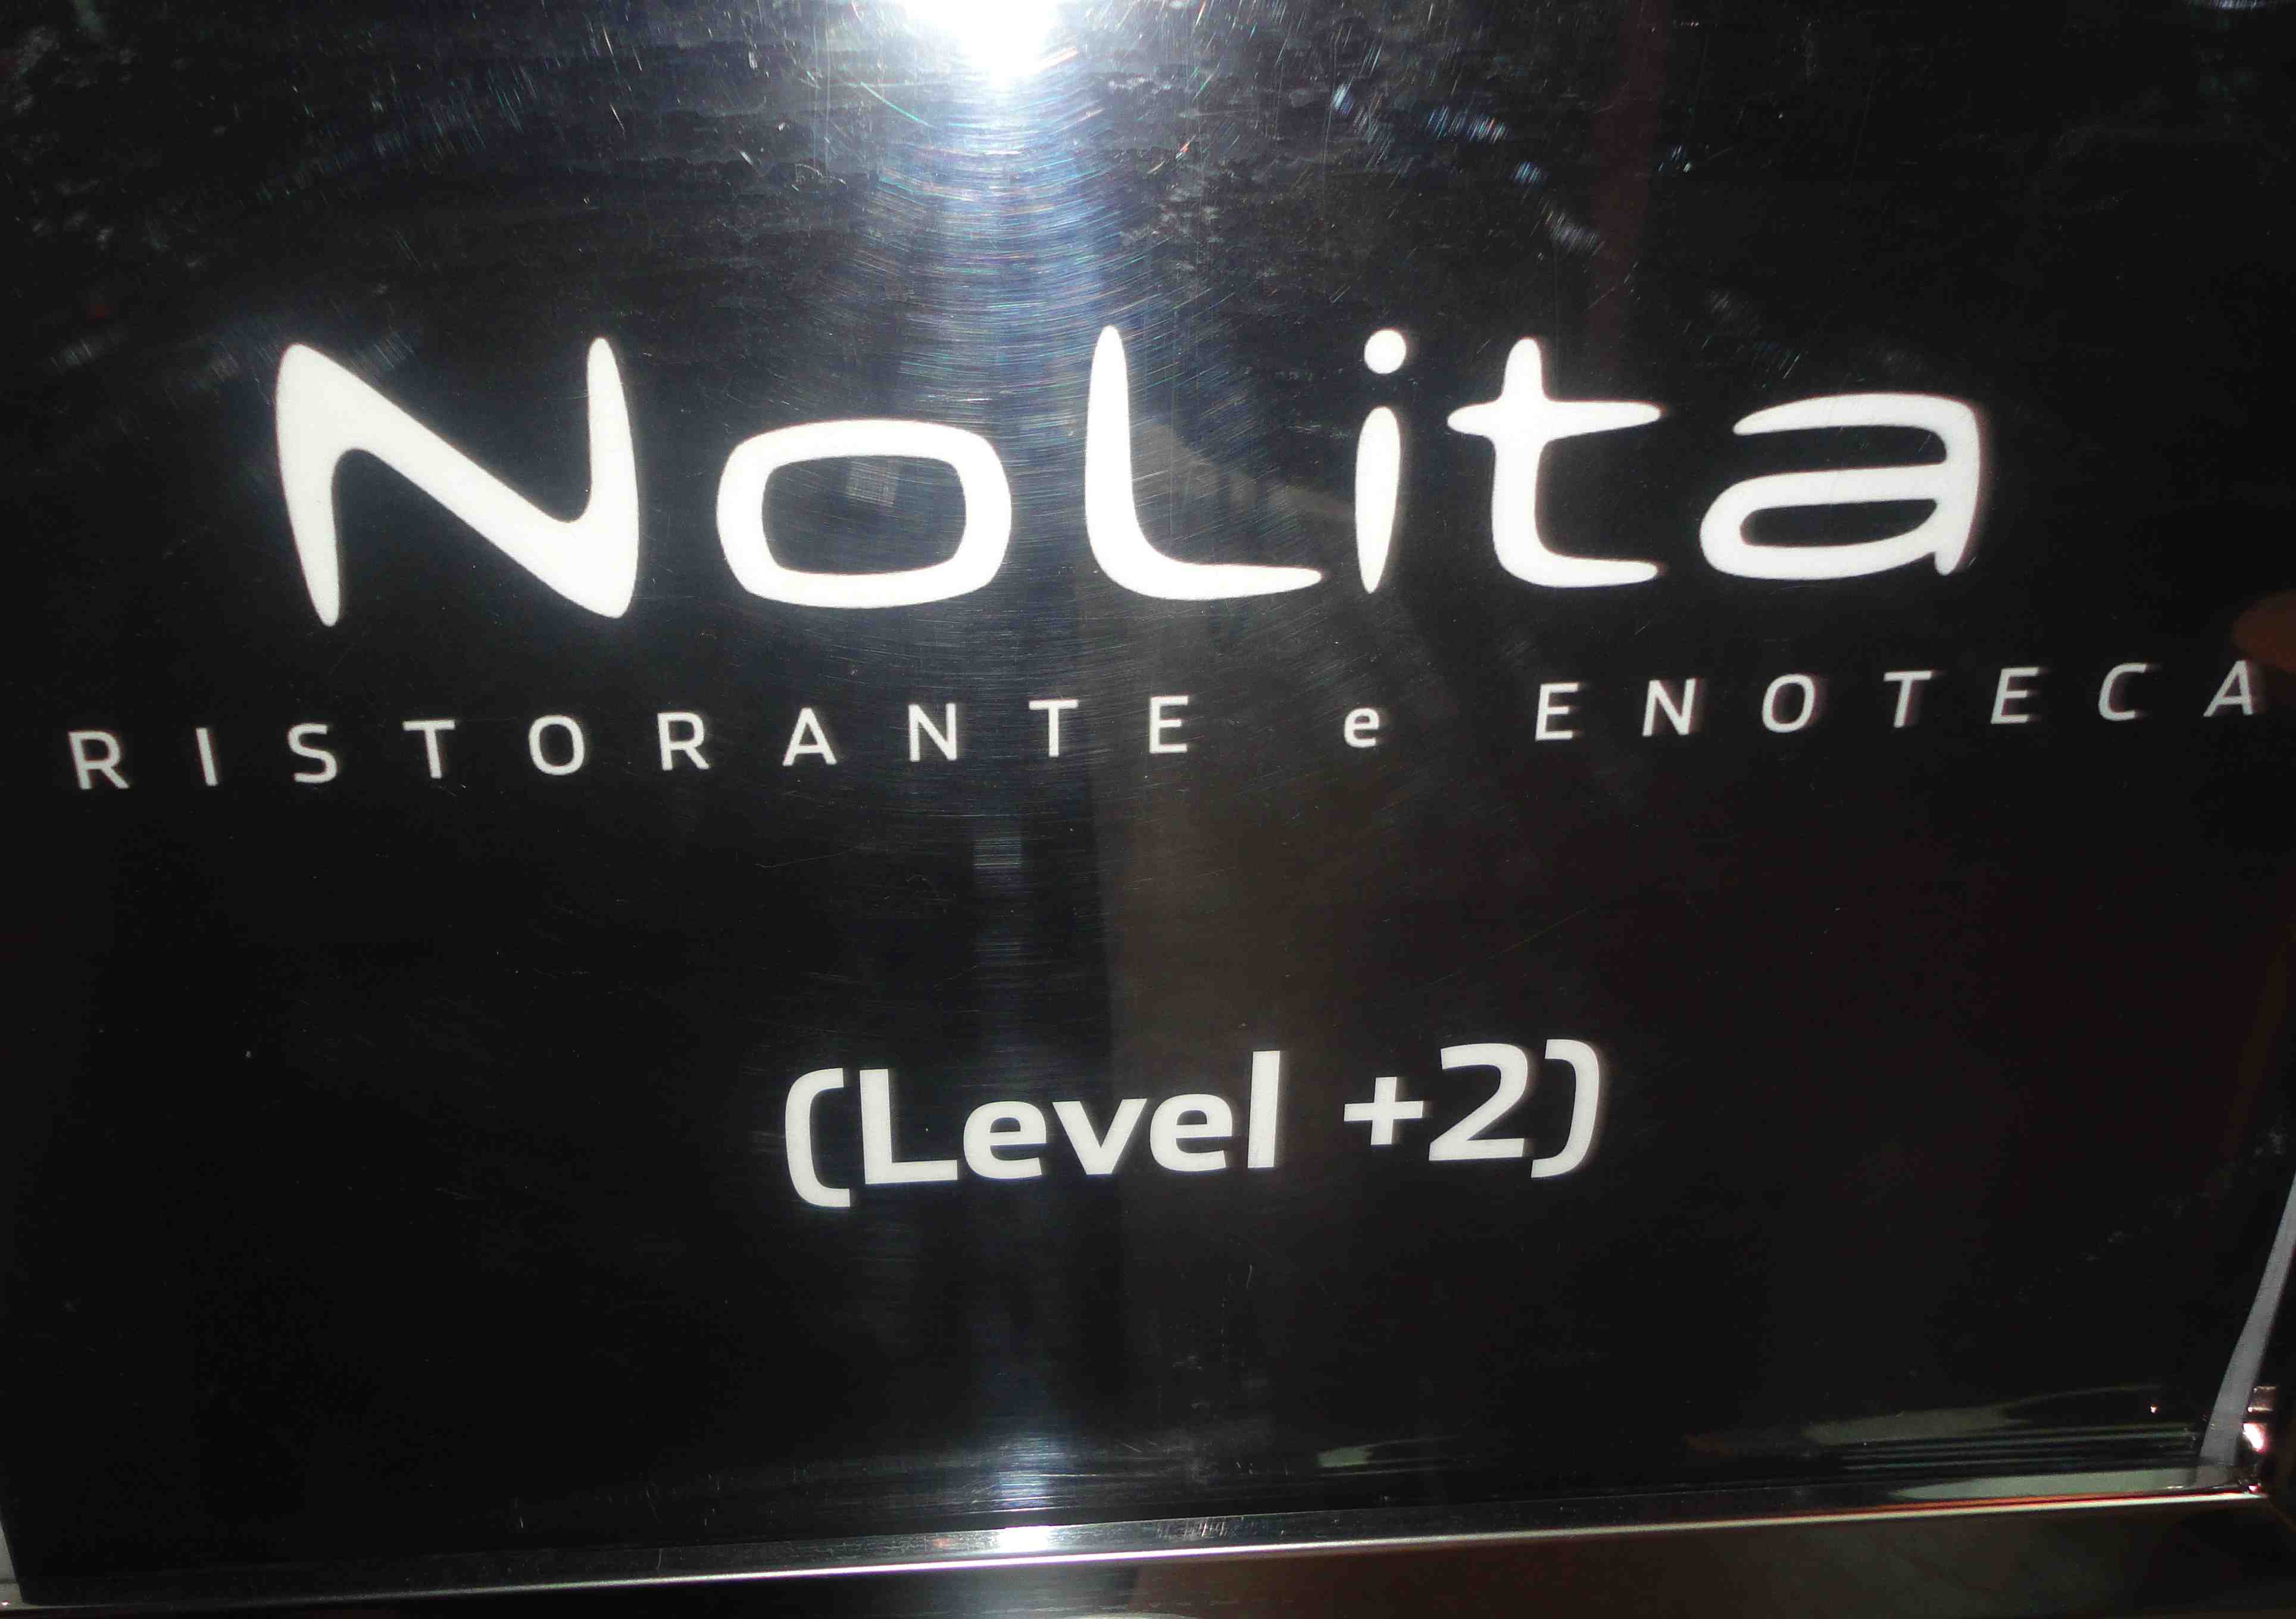 NoLita
RISTORANTE e ENOTECA
(Level +2)